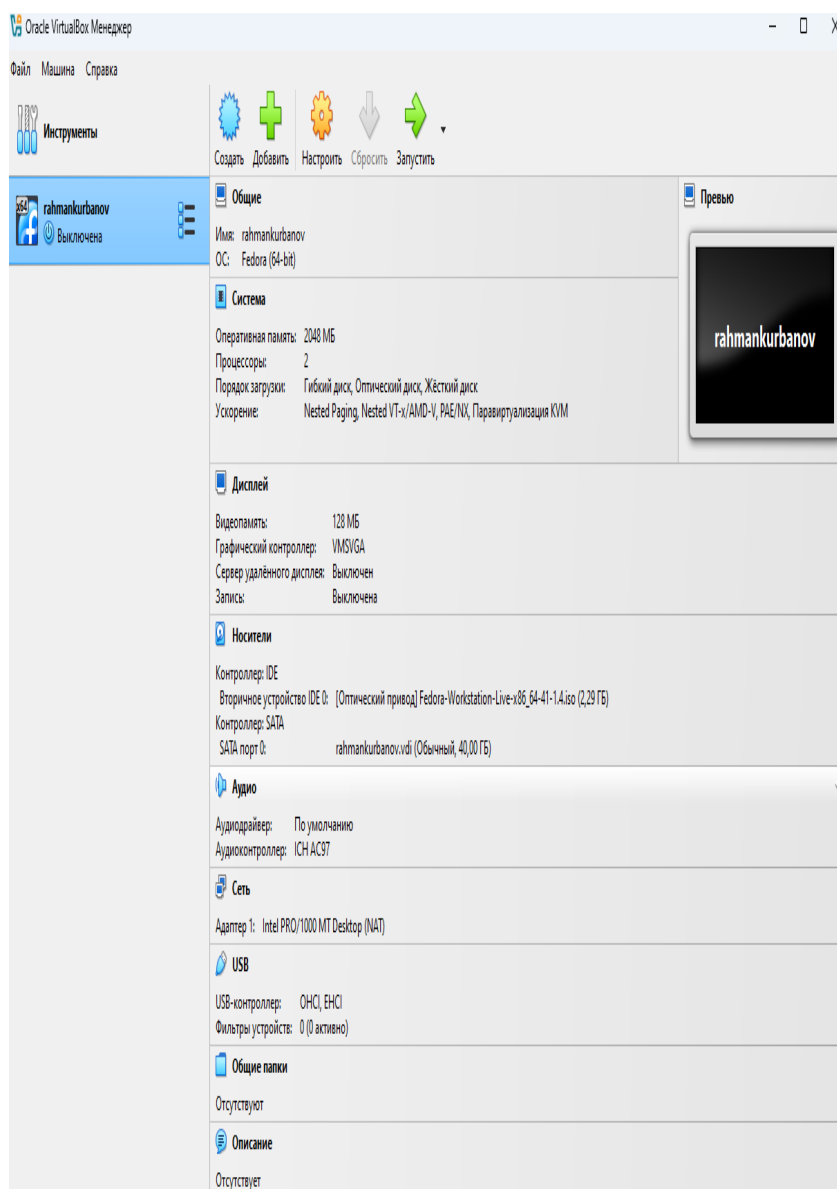 Oracle VirtualBox Менеджер
Файл Машина Справка
Инструменты
Создать Добавить Настроить Сбросить Запустить
x64
rahmankurbanov
Выключена
Общие
Имя: rahmankurbanov
ОС: Fedora (64-bit)
Превью
rahmankurbanov
Система
Оперативная память: 2048 МБ
Процессоры: 2
Порядок загрузки: Гибкий диск, Оптический диск, Жёсткий диск
Ускорение: Nested Paging, Nested VT-x/AMD-V, PAE/NX, Паравиртуализация KVM
Дисплей
Видеопамять: 128 МБ
Графический контроллер: VMSVGA
Сервер удалённого дисплея: Выключен
Запись: Выключена
Носители
Контроллер: IDE
Вторичное устройство IDE 0: [Оптический привод] Fedora-Workstation-Live-x86_64-41-1.4.iso (2,29 ГБ)
Контроллер: SATA
SATA порт 0: rahmankurbanov.vdi (Обычный, 40,00 ГБ)
Аудио
Аудиодрайвер: По умолчанию
Аудиоконтроллер: ICH AC97
Сеть
Адаптер 1: Intel PRO/1000 MT Desktop (NAT)
USB
USB-контроллер: OHCI, EHCI
Фильтры устройств: 0 (0 активно)
Общие папки
Отсутствуют
Описание
Отсутствует